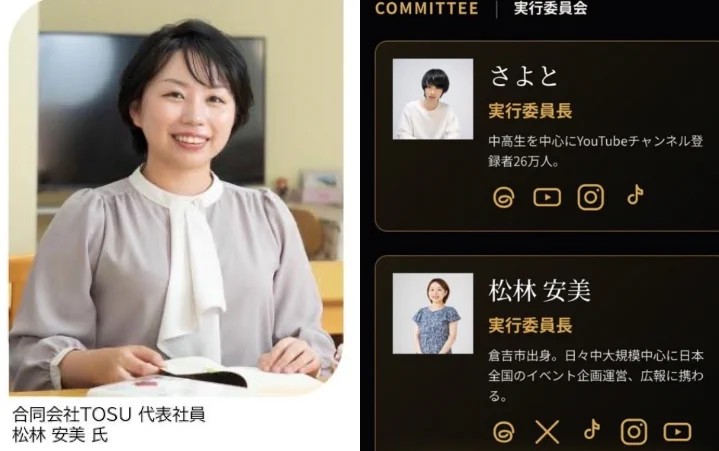 合同会社TOSU 代表社員
松林 安美 氏
COMMITTEE | 実行委員会
さよと
実行委員長
中高生を中心にYouTubeチャンネル登
録者26万人。
松林 安美
実行委員長
倉吉市出身。日々中大規模中心に日本
全国のイベント企画運営、広報に携わ
る。